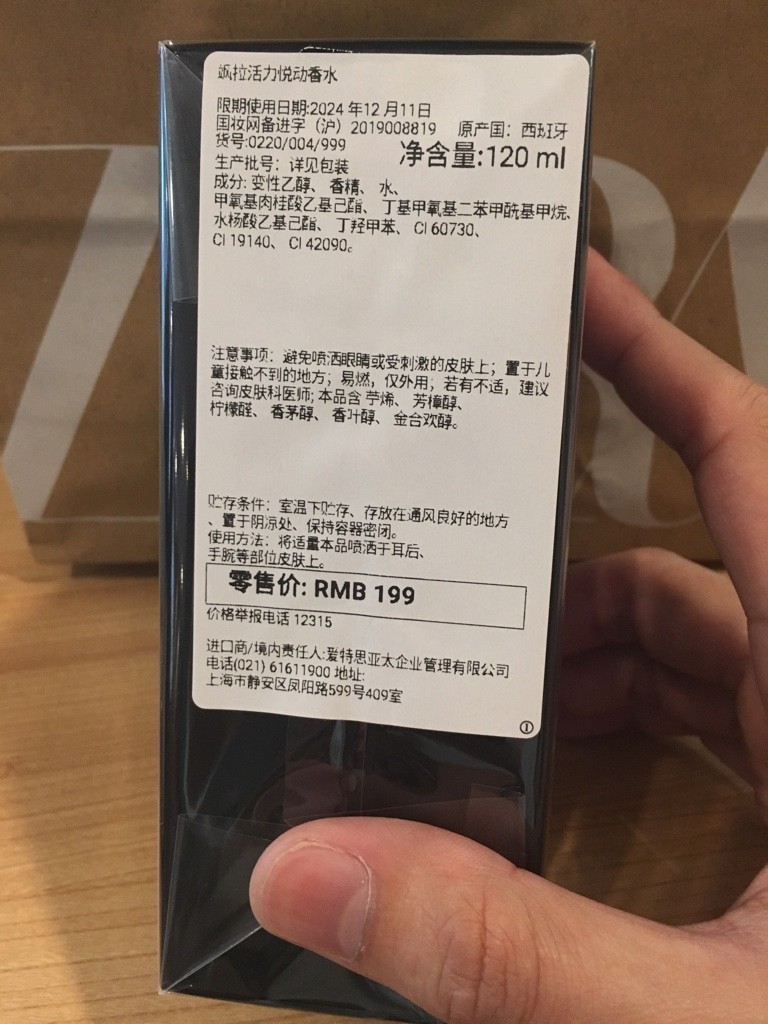 飒拉活力悦动香水
限期使用日期:2024 年12 月11日
国妆网备进字（沪）2019008819 原产国：西班牙
货号:0220/004/999 净含量:120 ml
生产批号：详见包装
成分: 变性乙醇、 香精、 水、
甲氧基肉桂酸乙基己酯、 丁基甲氧基二苯甲酰基甲烷、
水杨酸乙基己酯、 丁羟甲苯、 CI 60730、
CI 19140、 CI 42090。
注意事项：避免喷洒眼睛或受刺激的皮肤上；置于儿
童接触不到的地方；易燃，仅外用；若有不适，建议
咨询皮肤科医师; 本品含 苧烯、 芳樟醇、
柠檬醛、 香茅醇、 香叶醇、 金合欢醇。
贮存条件：室温下贮存、存放在通风良好的地方
、置于阴凉处、保持容器密闭。
使用方法：将适量本品喷洒于耳后、
手腕等部位皮肤上。
零售价: RMB 199
价格举报电话 12315
进口商/境内责任人:爱特思亚太企业管理有限公司
电话(021) 61611900 地址:
上海市静安区凤阳路599号409室
①